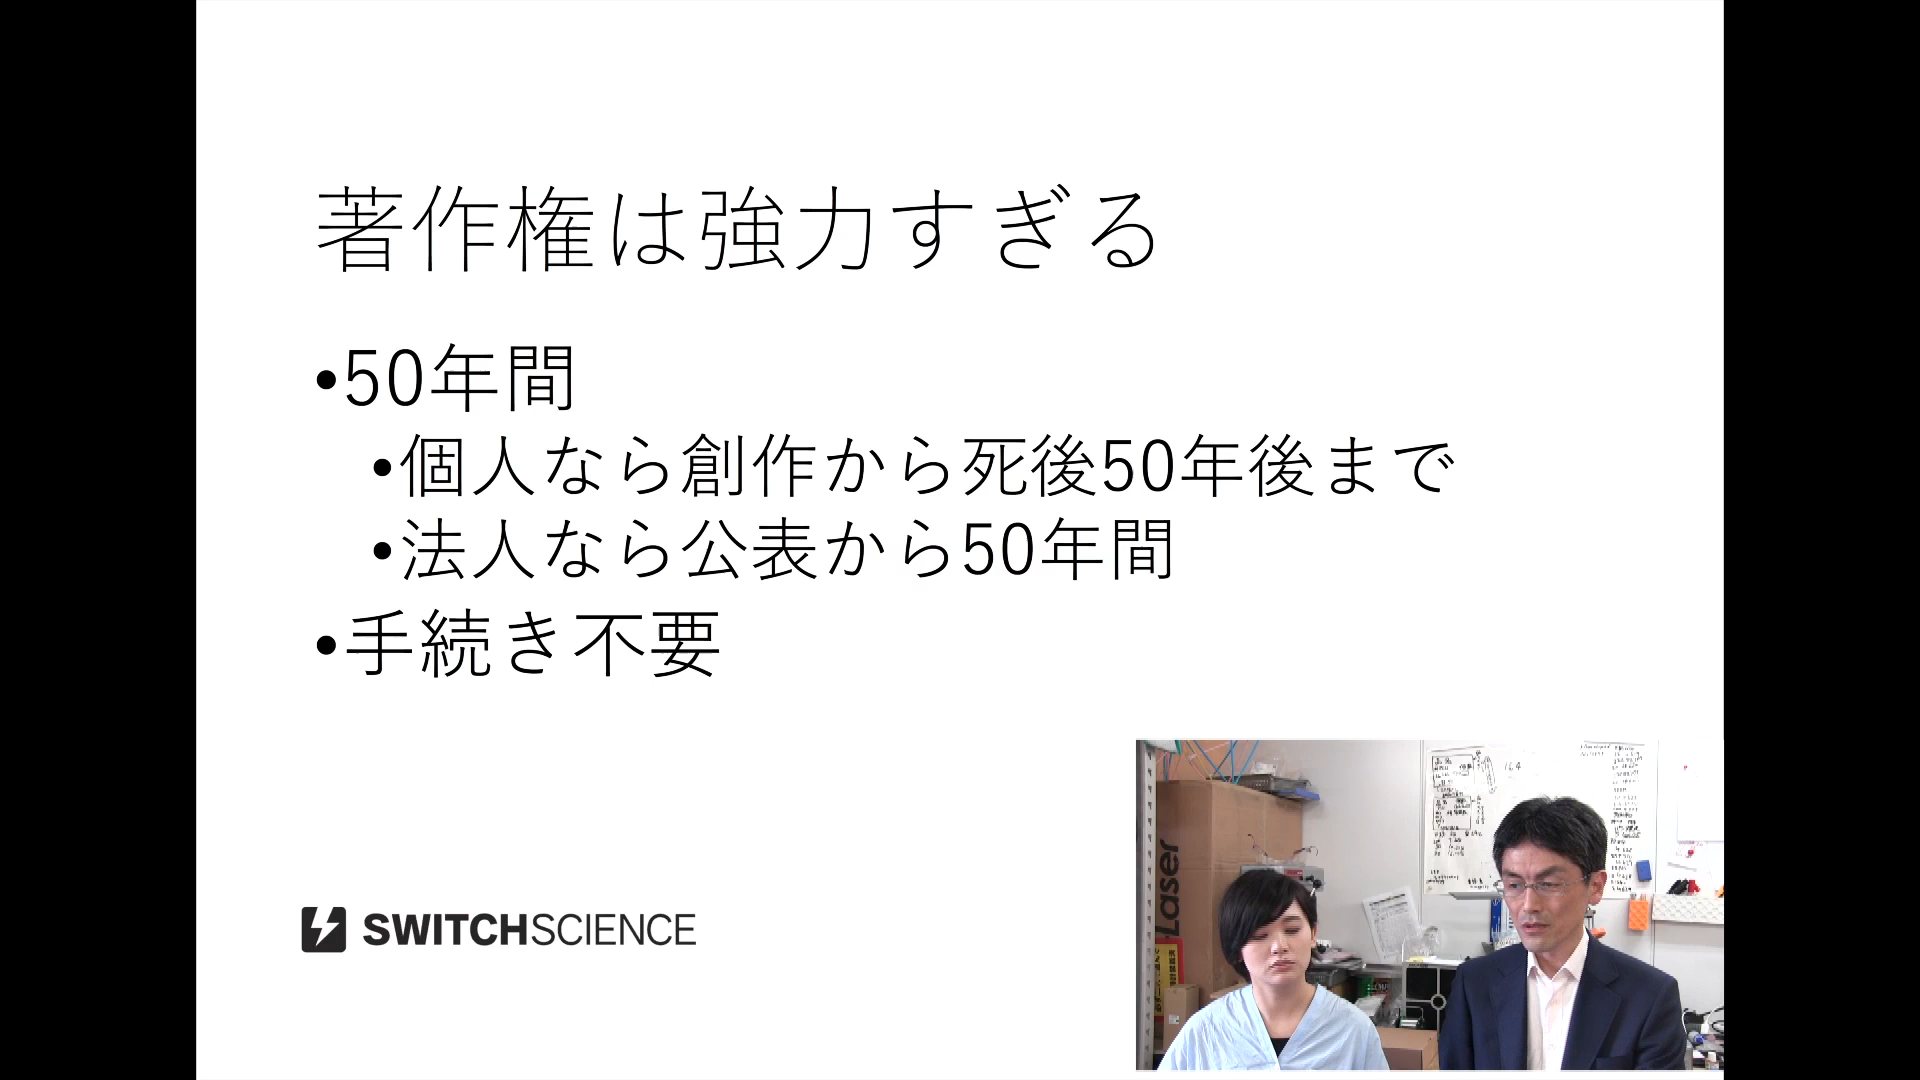 著作権は強力すぎる
•50年間
•個人なら創作から死後50年後まで
•法人なら公表から50年間
•手続き不要
SWITCHSCIENCE
Laser